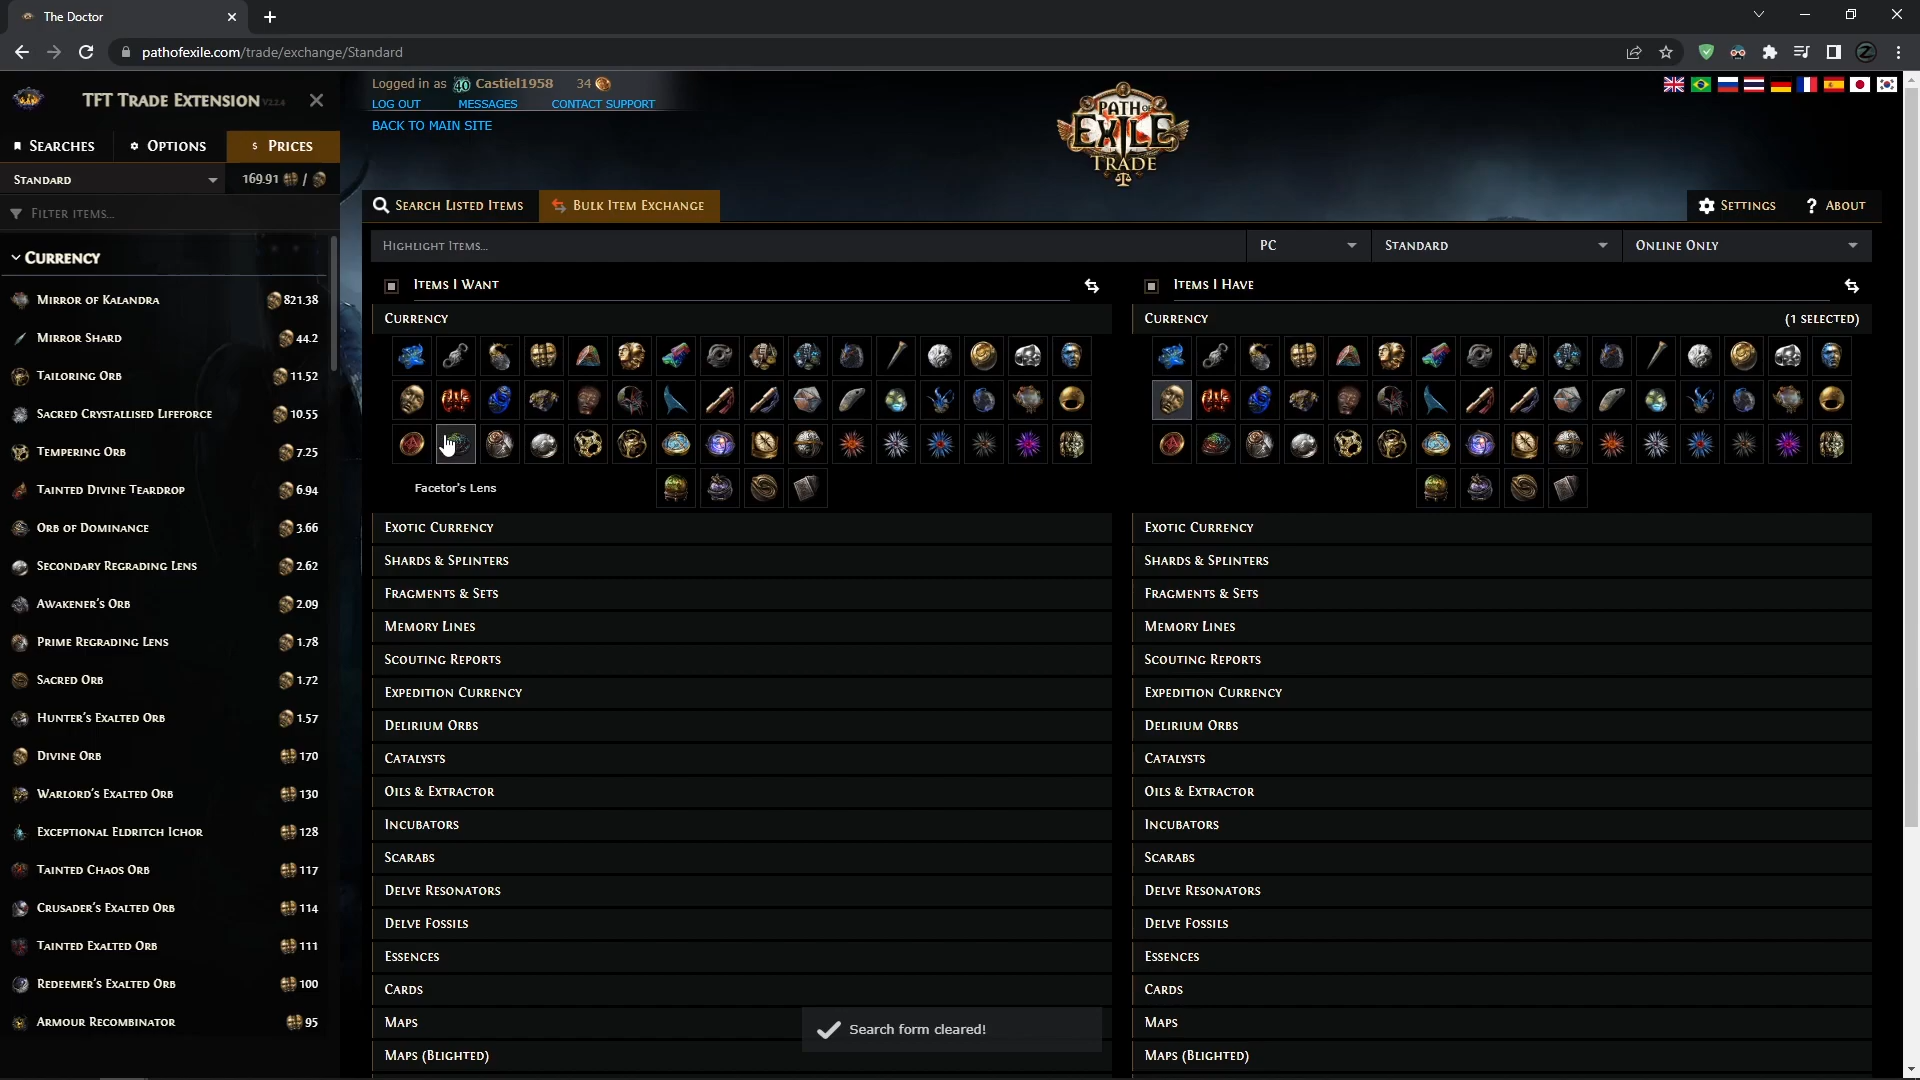 The Doctor
pathofexile.com/trade/exchange/Standard
TFT Trade Extension v2.2.4
Searches
Options
$ Prices
Standard
169.91 /
Filter Items...
Currency
Mirror of Kalandra 821.38
Mirror Shard 44.2
Tailoring Orb 11.52
Sacred Crystallised Lifeforce 10.55
Tempering Orb 7.25
Tainted Divine Teardrop 6.94
Orb of Dominance 3.66
Secondary Regrading Lens 2.62
Awakener's Orb 2.09
Prime Regrading Lens 1.78
Sacred Orb 1.72
Hunter's Exalted Orb 1.57
Divine Orb 170
Warlord's Exalted Orb 130
Exceptional Eldritch Ichor 128
Tainted Chaos Orb 117
Crusader's Exalted Orb 114
Tainted Exalted Orb 111
Redeemer's Exalted Orb 100
Armour Recombinator 95
Logged in as 40 Castiel1958 34
LOG OUT MESSAGES CONTACT SUPPORT
BACK TO MAIN SITE
PATH OF
EXILE
TRADE
Search Listed Items
Bulk Item Exchange
Settings
? About
Highlight Items...
PC
Standard
Online Only
Items I Want
Currency
Facetor's Lens
Exotic Currency
Shards & Splinters
Fragments & Sets
Memory Lines
Scouting Reports
Expedition Currency
Delirium Orbs
Catalysts
Oils & Extractor
Incubators
Scarabs
Delve Resonators
Delve Fossils
Essences
Cards
Maps
Maps (Blighted)
Items I Have
Currency (1 selected)
Exotic Currency
Shards & Splinters
Fragments & Sets
Memory Lines
Scouting Reports
Expedition Currency
Delirium Orbs
Catalysts
Oils & Extractor
Incubators
Scarabs
Delve Resonators
Delve Fossils
Essences
Cards
Maps
Maps (Blighted)
Search form cleared!